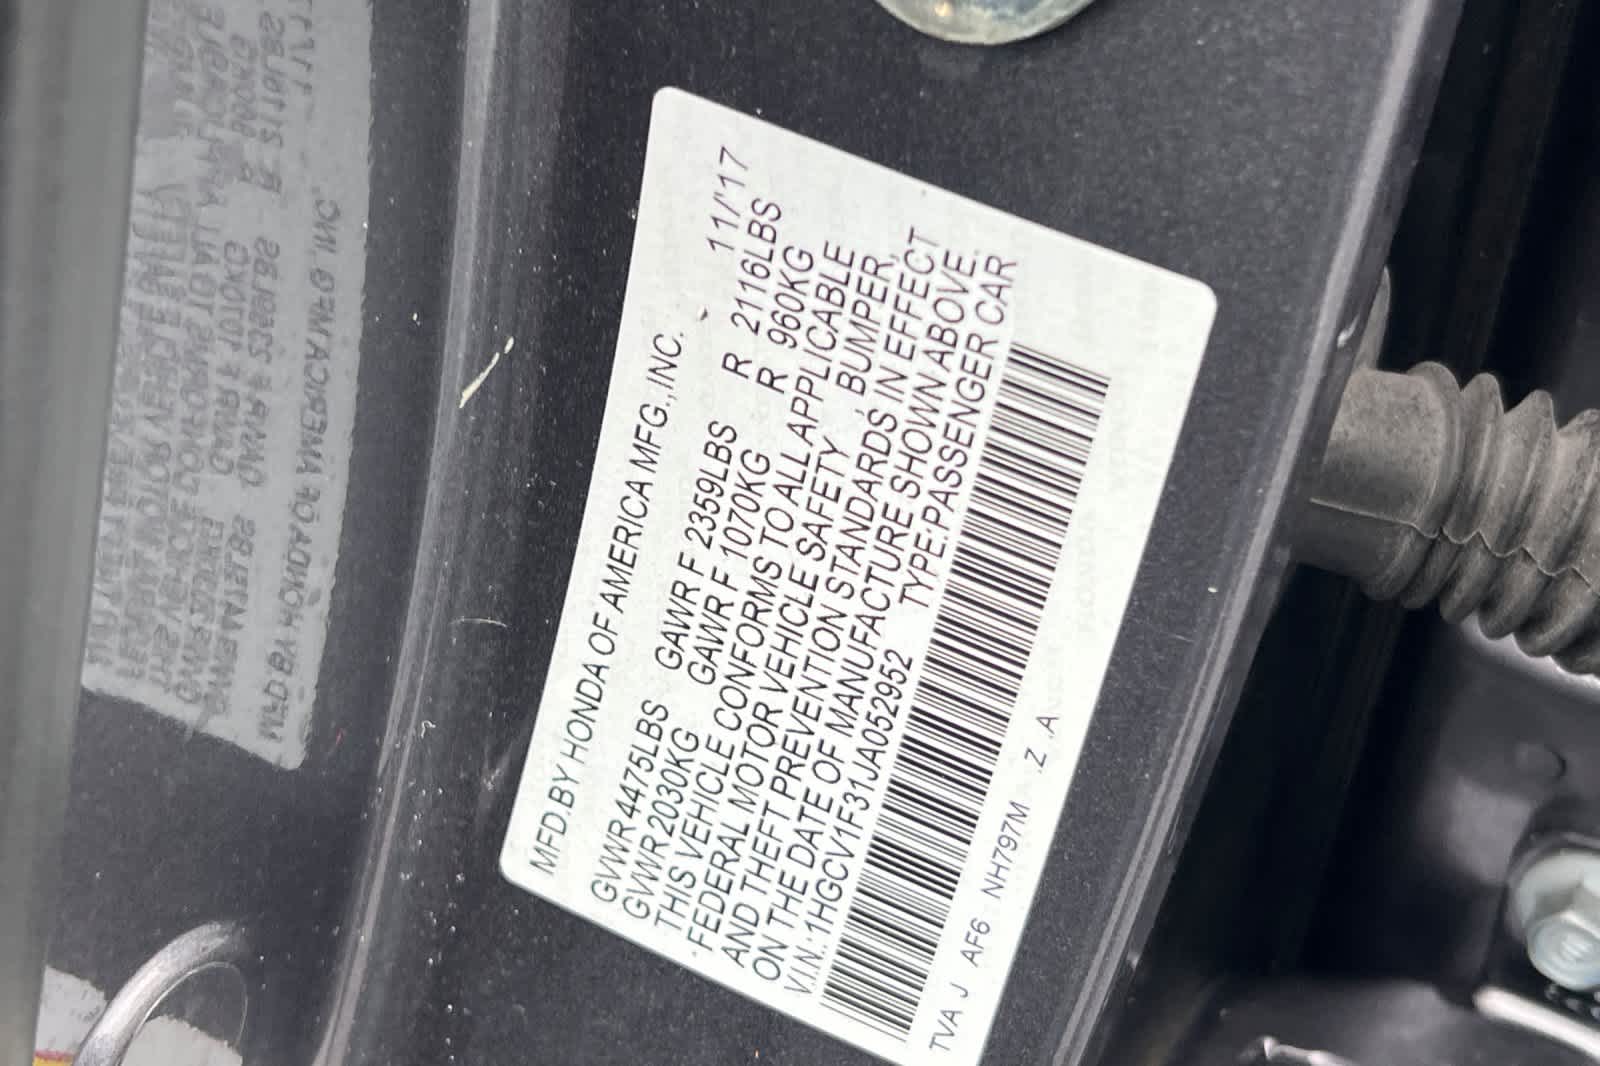 MFD.BY HONDA OF AMERICA MFG.,INC. 11/'17
GVWR 4475LBS GAWR F 2359LBS R 2116LBS
GVWR 2030KG GAWR F 1070KG R 960KG
THIS VEHICLE CONFORMS TO ALL APPLICABLE
FEDERAL MOTOR VEHICLE SAFETY, BUMPER,
AND THEFT PREVENTION STANDARDS IN EFFECT
ON THE DATE OF MANUFACTURE SHOWN ABOVE.
V.I.N.:1HGCV1F31JA052952 TYPE:PASSENGER CAR
TVA J AF6 NH797M .Z .A